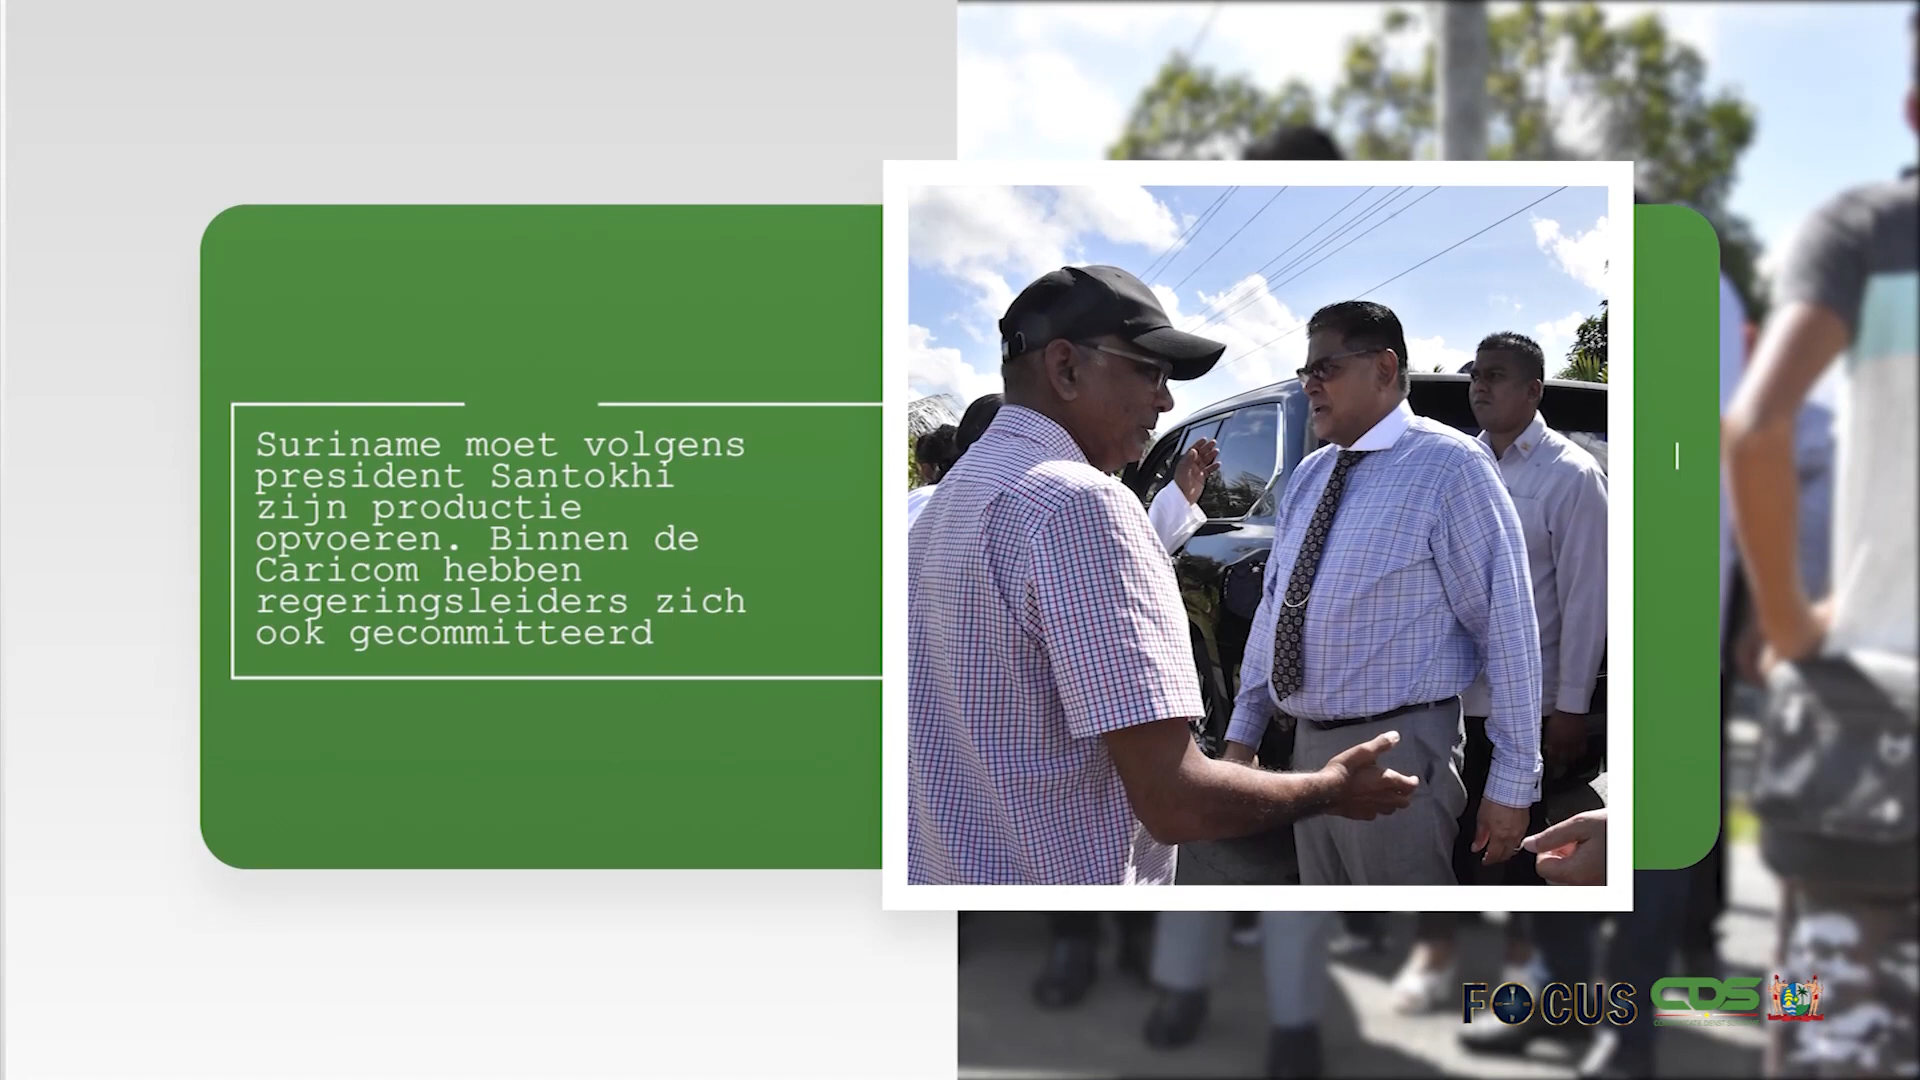 Suriname moet volgens
president Santokhi
zijn productie
opvoeren. Binnen de
Caricom hebben
regeringsleiders zich
ook gecommitteerd
FOCUS
CDS